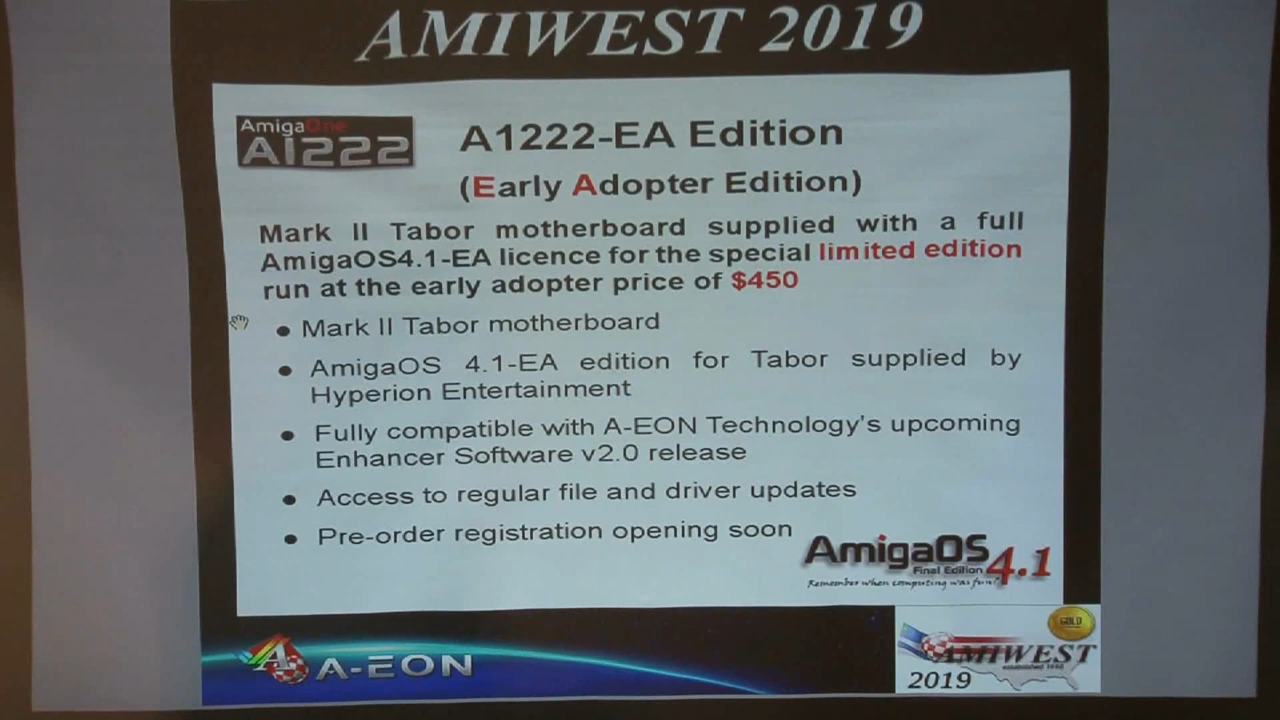 AMIWEST 2019
AmigaOne
A1222
A1222-EA Edition
(Early Adopter Edition)
Mark II Tabor motherboard supplied with a full
AmigaOS4.1-EA licence for the special limited edition
run at the early adopter price of $450
• Mark II Tabor motherboard
• AmigaOS 4.1-EA edition for Tabor supplied by
Hyperion Entertainment
• Fully compatible with A-EON Technology's upcoming
Enhancer Software v2.0 release
• Access to regular file and driver updates
• Pre-order registration opening soon
AmigaOS 4.1
Final Edition
Remember when computing was fun?
A-EON
GOLD
AMIWEST
2019